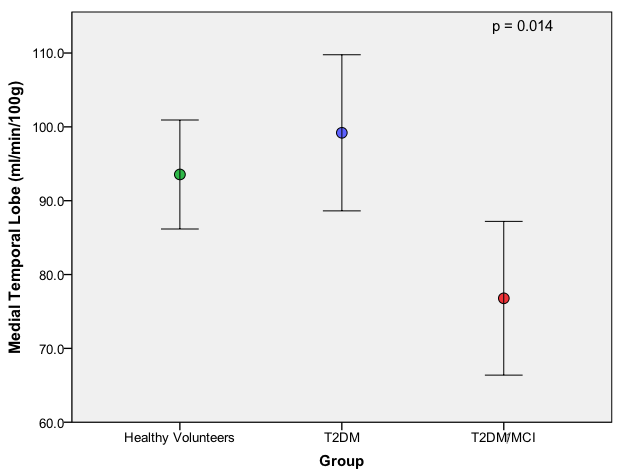 p = 0.014
Medial Temporal Lobe (ml/min/100g)
110.0
100.0
90.0
80.0
70.0
60.0
Healthy Volunteers
T2DM
T2DM/MCI
Group